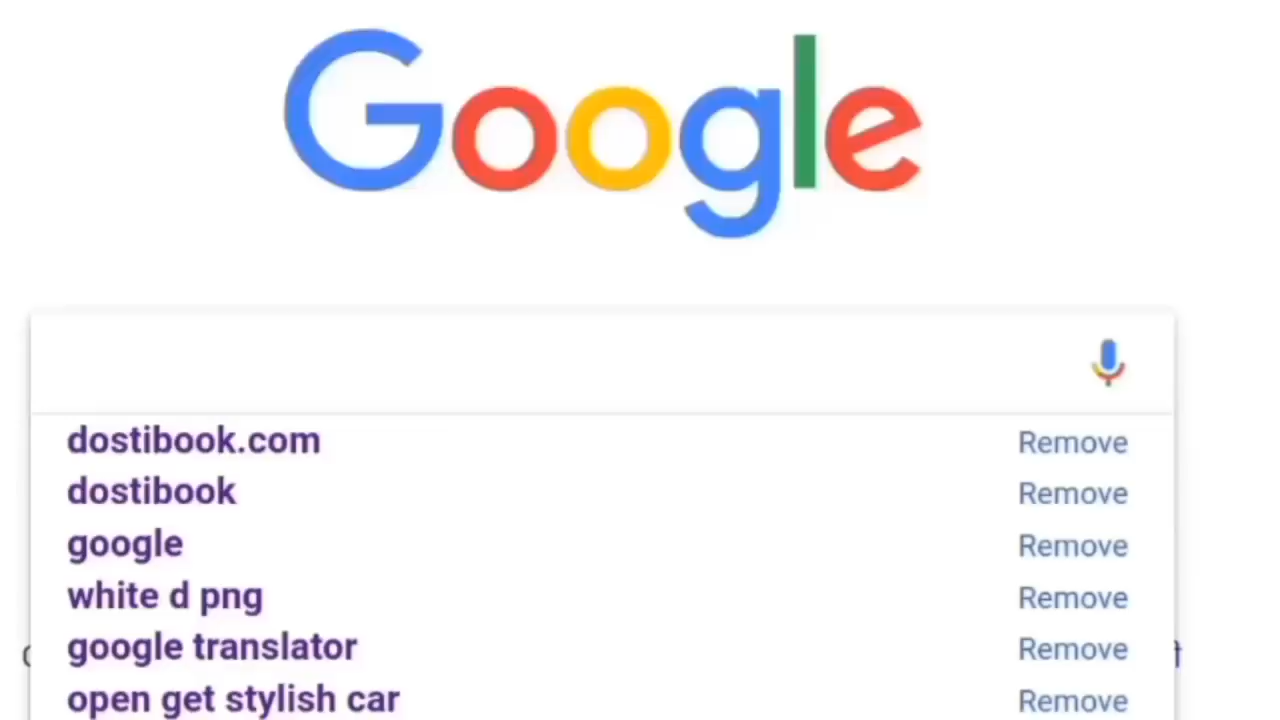 Google
dostibook.com Remove
dostibook Remove
google Remove
white d png Remove
google translator Remove
open get stylish car Remove